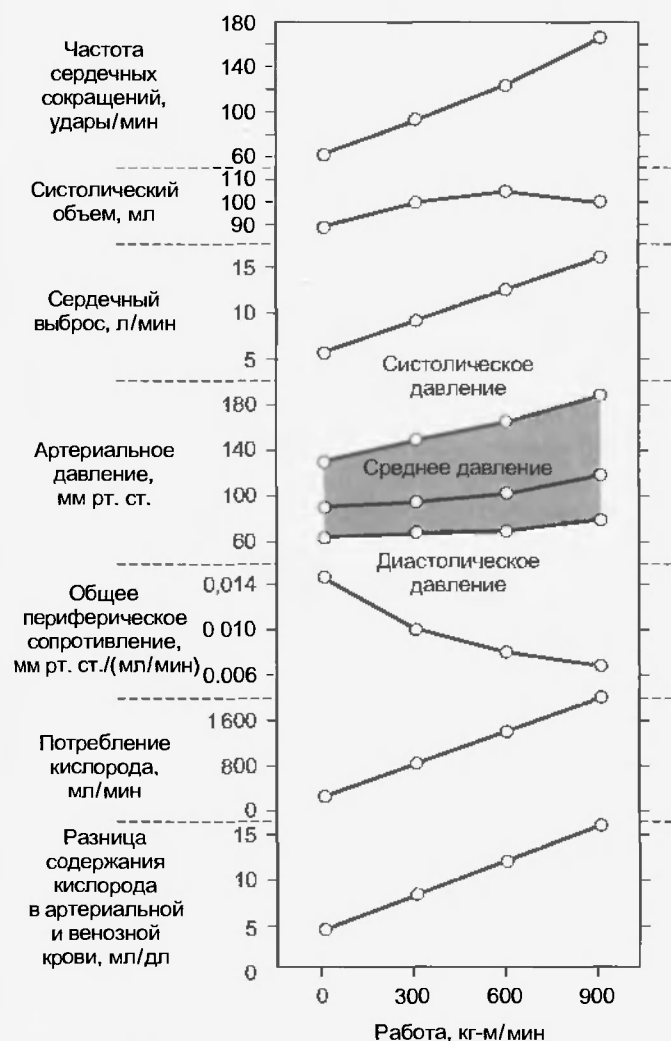 Частота
сердечных
сокращений,
удары/мин
180
140
100
60
Систолический
объем, мл
110
100
90
Сердечный
выброс, л/мин
15
10
5
Систолическое
давление
Артериальное
давление,
мм рт. ст.
180
140
100
60
Среднее давление
Диастолическое
давление
Общее
периферическое
сопротивление,
мм рт. ст./(мл/мин)
0,014
0 010
0.006
Потребление
кислорода,
мл/мин
1600
800
0
Разница
содержания
кислорода
в артериальной
и венозной
крови, мл/дл
15
10
5
0
0 300 600 900
Работа, кг-м/мин